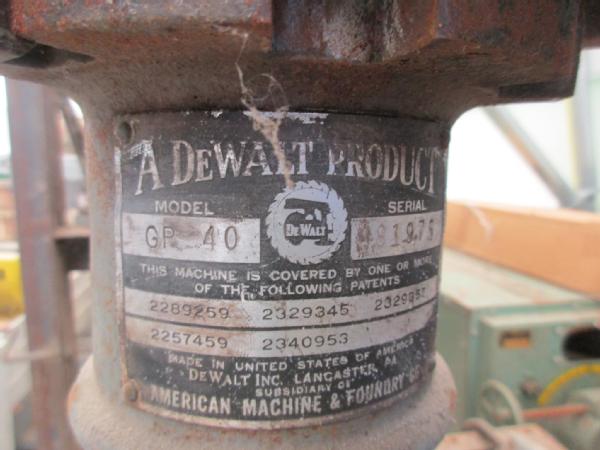 A DEWALT PRODUCT
MODEL
SERIAL
GP 40
DEWALT
THIS MACHINE IS COVERED BY ONE OR MORE
OF THE FOLLOWING PATENTS
2289259 2329345
2257459 2340953
MADE IN UNITED STATES OF AMERICA
DEWALT INC. LANCASTER, PA
SUBSIDIARY OF
AMERICAN MACHINE & FOUNDRY